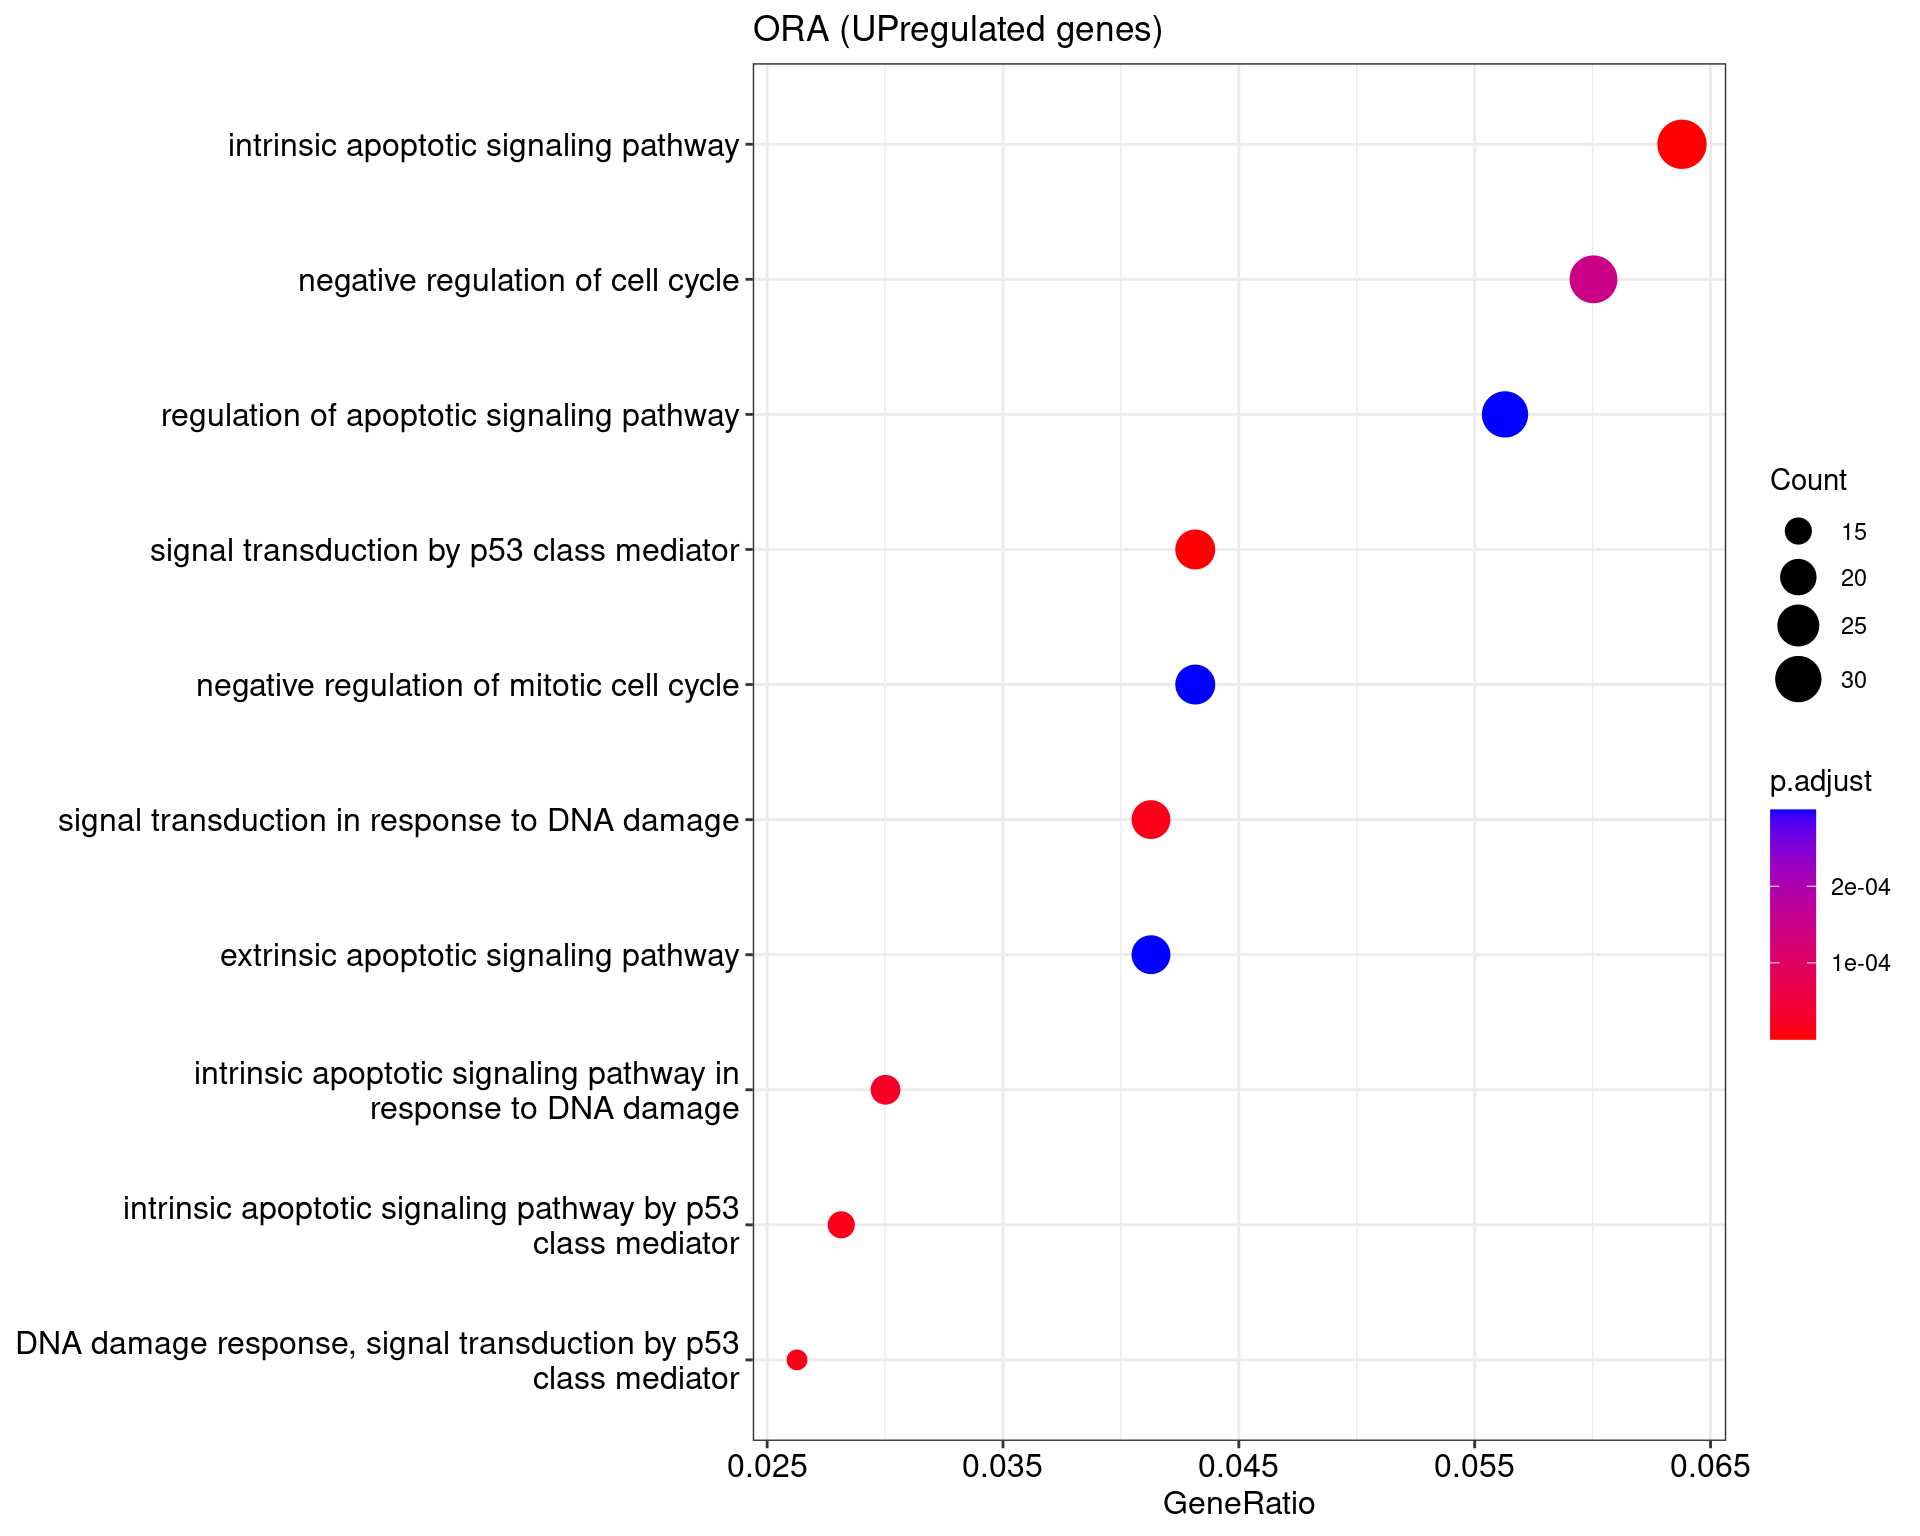 ORA (UPregulated genes)
intrinsic apoptotic signaling pathway
negative regulation of cell cycle
regulation of apoptotic signaling pathway
signal transduction by p53 class mediator
negative regulation of mitotic cell cycle
signal transduction in response to DNA damage
extrinsic apoptotic signaling pathway
intrinsic apoptotic signaling pathway in
response to DNA damage
intrinsic apoptotic signaling pathway by p53
class mediator
DNA damage response, signal transduction by p53
class mediator
0.025 0.035 0.045 0.055 0.065
GeneRatio
Count
15
20
25
30
p.adjust
2e-04
1e-04